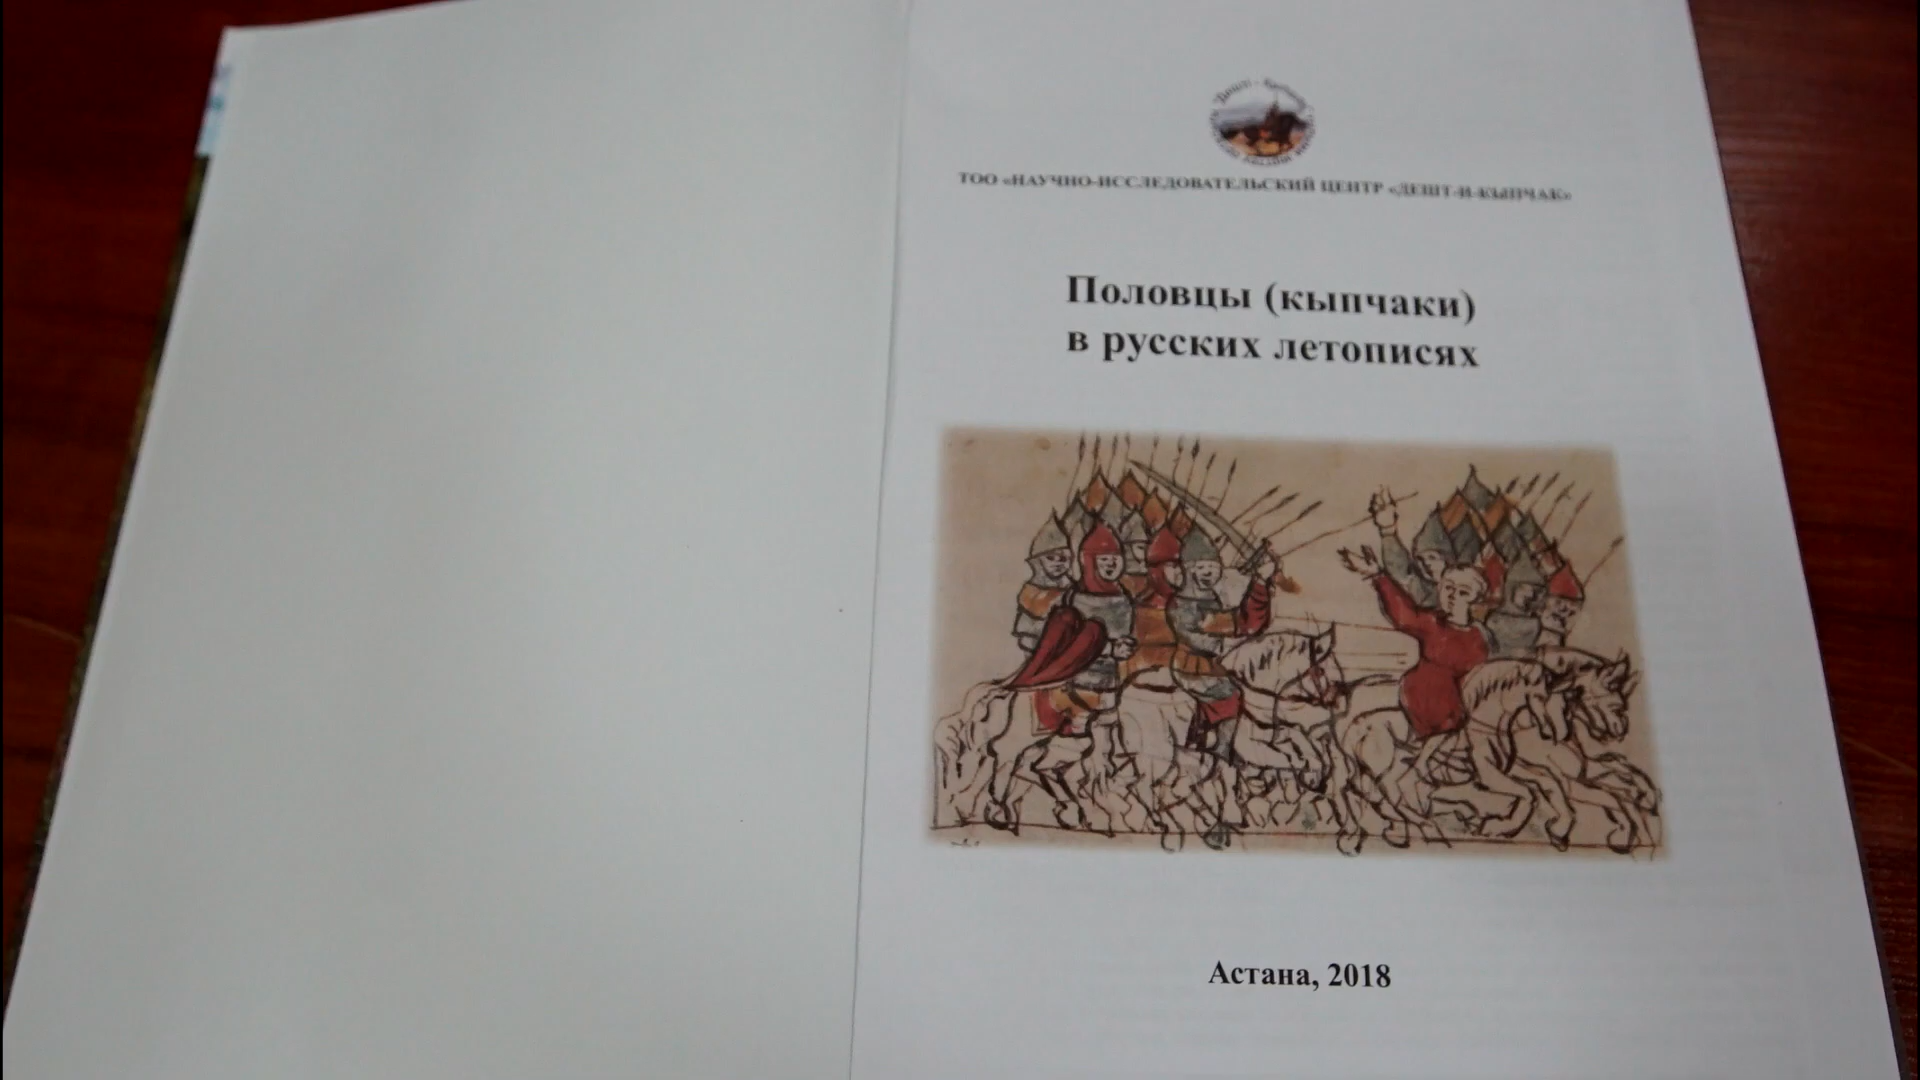 ТОО «НАУЧНО-ИССЛЕДОВАТЕЛЬСКИЙ ЦЕНТР «ДЕШТ-И-КЫПЧАК»
Половцы (кыпчаки)
в русских летописях
Астана, 2018